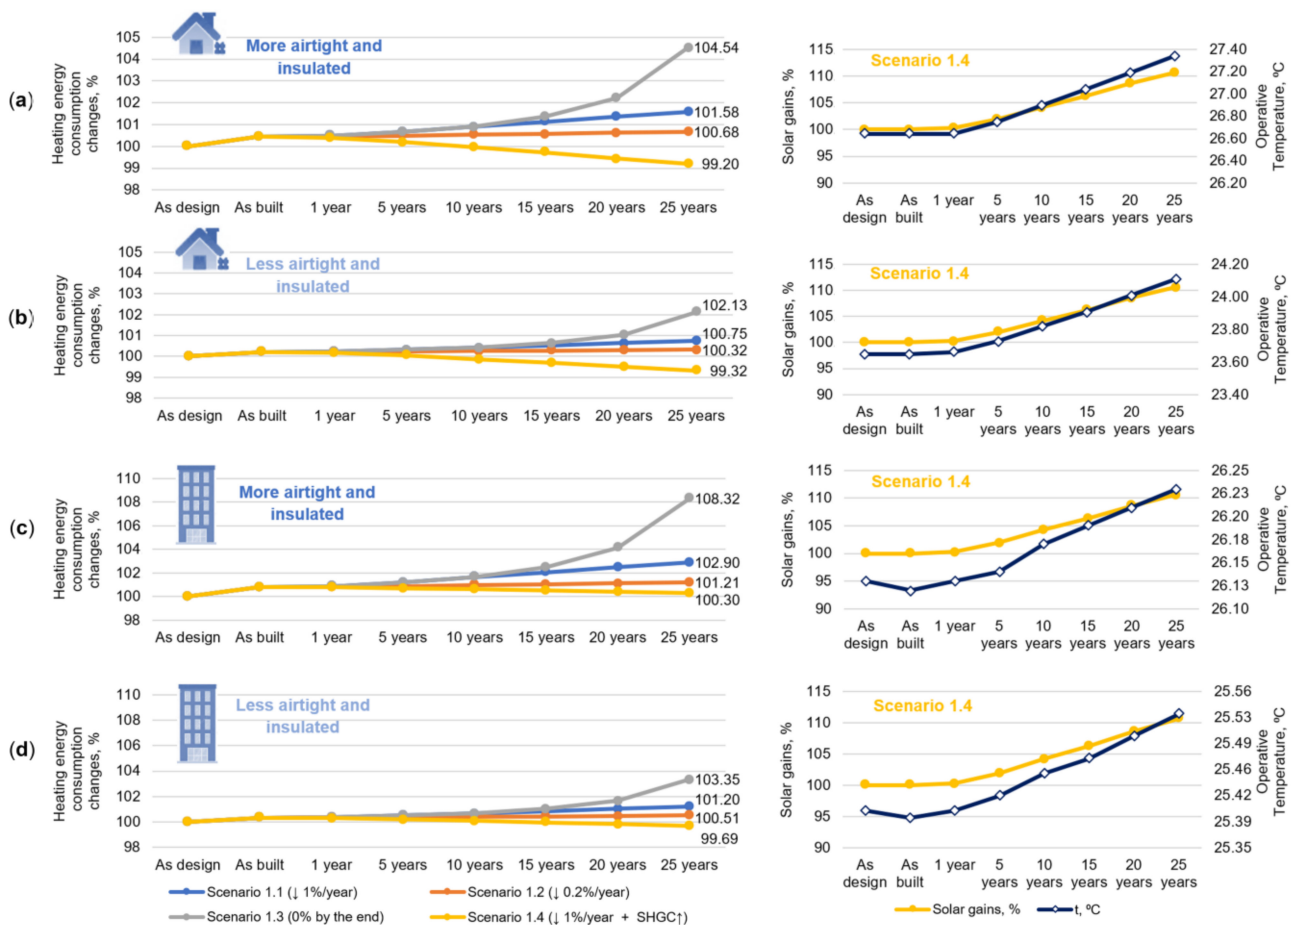 (a)
Heating energy
consumption
changes, %
105
104
103
102
101
100
99
98
More airtight and
insulated
104.54
101.58
100.68
99.20
As design As built 1 year 5 years 10 years 15 years 20 years 25 years
Solar gains, %
115
110
105
100
95
90
Scenario 1.4
27.40
27.20
27.00
26.80
26.60
26.40
26.20
Operative
Temperature, ºC
As As 1 year 5 10 15 20 25
design built years years years years years
(b)
Heating energy
consumption
changes, %
105
104
103
102
101
100
99
98
Less airtight and
insulated
102.13
100.75
100.32
99.32
As design As built 1 year 5 years 10 years 15 years 20 years 25 years
Solar gains, %
115
110
105
100
95
90
Scenario 1.4
24.20
24.00
23.80
23.60
23.40
Operative
Temperature, ºC
As As 1 year 5 10 15 20 25
design built years years years years years
(c)
Heating energy
consumption
changes, %
110
108
106
104
102
100
98
More airtight and
insulated
108.32
102.90
101.21
100.30
As design As built 1 year 5 years 10 years 15 years 20 years 25 years
Solar gains, %
115
110
105
100
95
90
Scenario 1.4
26.25
26.23
26.20
26.18
26.15
26.13
26.10
Operative
Temperature, ºC
As As 1 year 5 10 15 20 25
design built years years years years years
(d)
Heating energy
consumption
changes, %
110
108
106
104
102
100
98
Less airtight and
insulated
103.35
101.20
100.51
99.69
As design As built 1 year 5 years 10 years 15 years 20 years 25 years
Solar gains, %
115
110
105
100
95
90
Scenario 1.4
25.56
25.53
25.49
25.46
25.42
25.39
25.35
Operative
Temperature, ºC
As As 1 year 5 10 15 20 25
design built years years years years years
Scenario 1.1 (↓ 1%/year) Scenario 1.2 (↓ 0.2%/year)
Scenario 1.3 (0% by the end) Scenario 1.4 (↓ 1%/year + SHGC↑)
Solar gains, % t, ºC